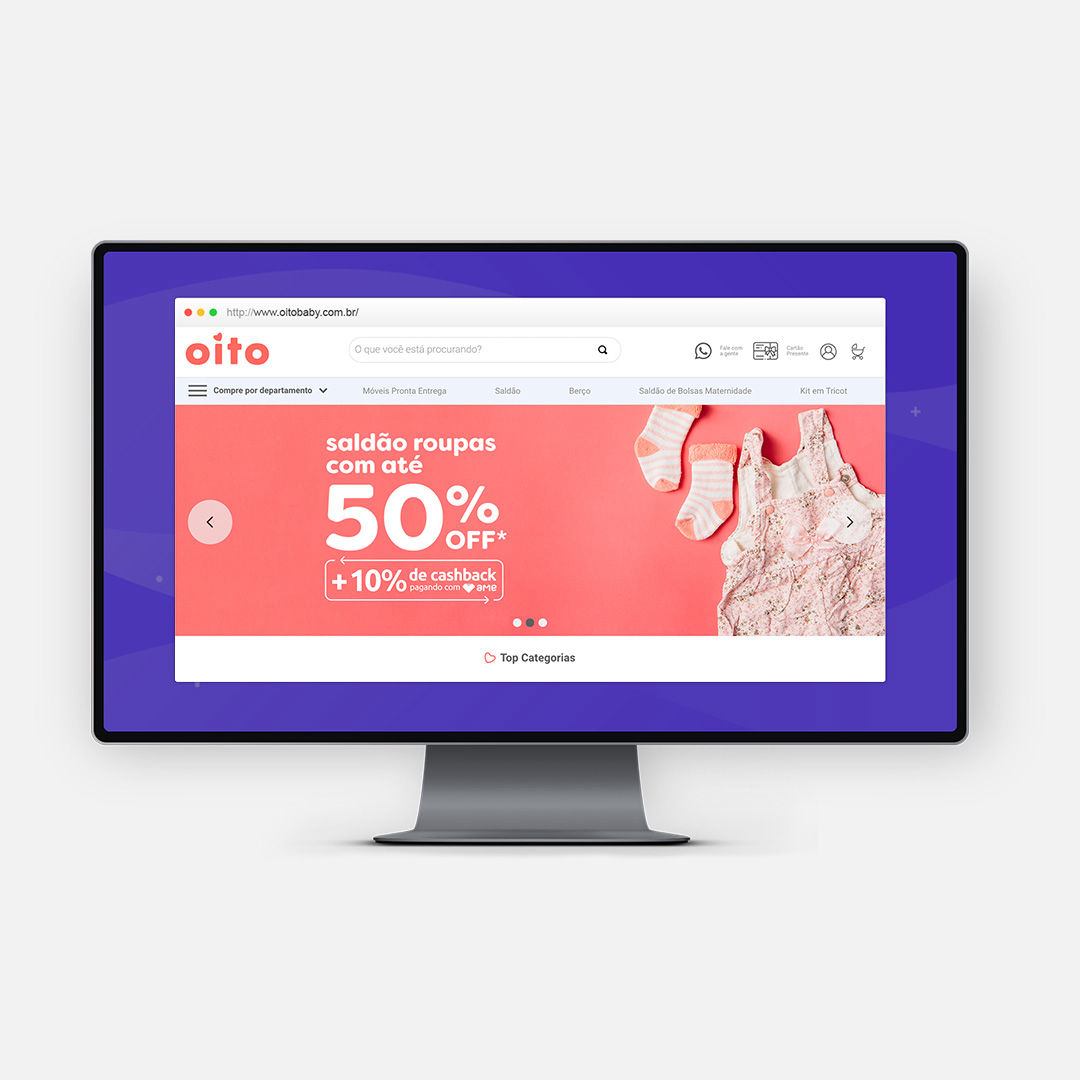 http://www.oitobaby.com.br/
oito
O que você está procurando?
Fale com
a gente
Cartão
Presente
Compre por departamento
Móveis Pronta Entrega
Saldão
Berço
Saldão de Bolsas Maternidade
Kit em Tricot
saldão roupas
com até
50%
OFF*
+10% de cashback
pagando com ame
Top Categorias